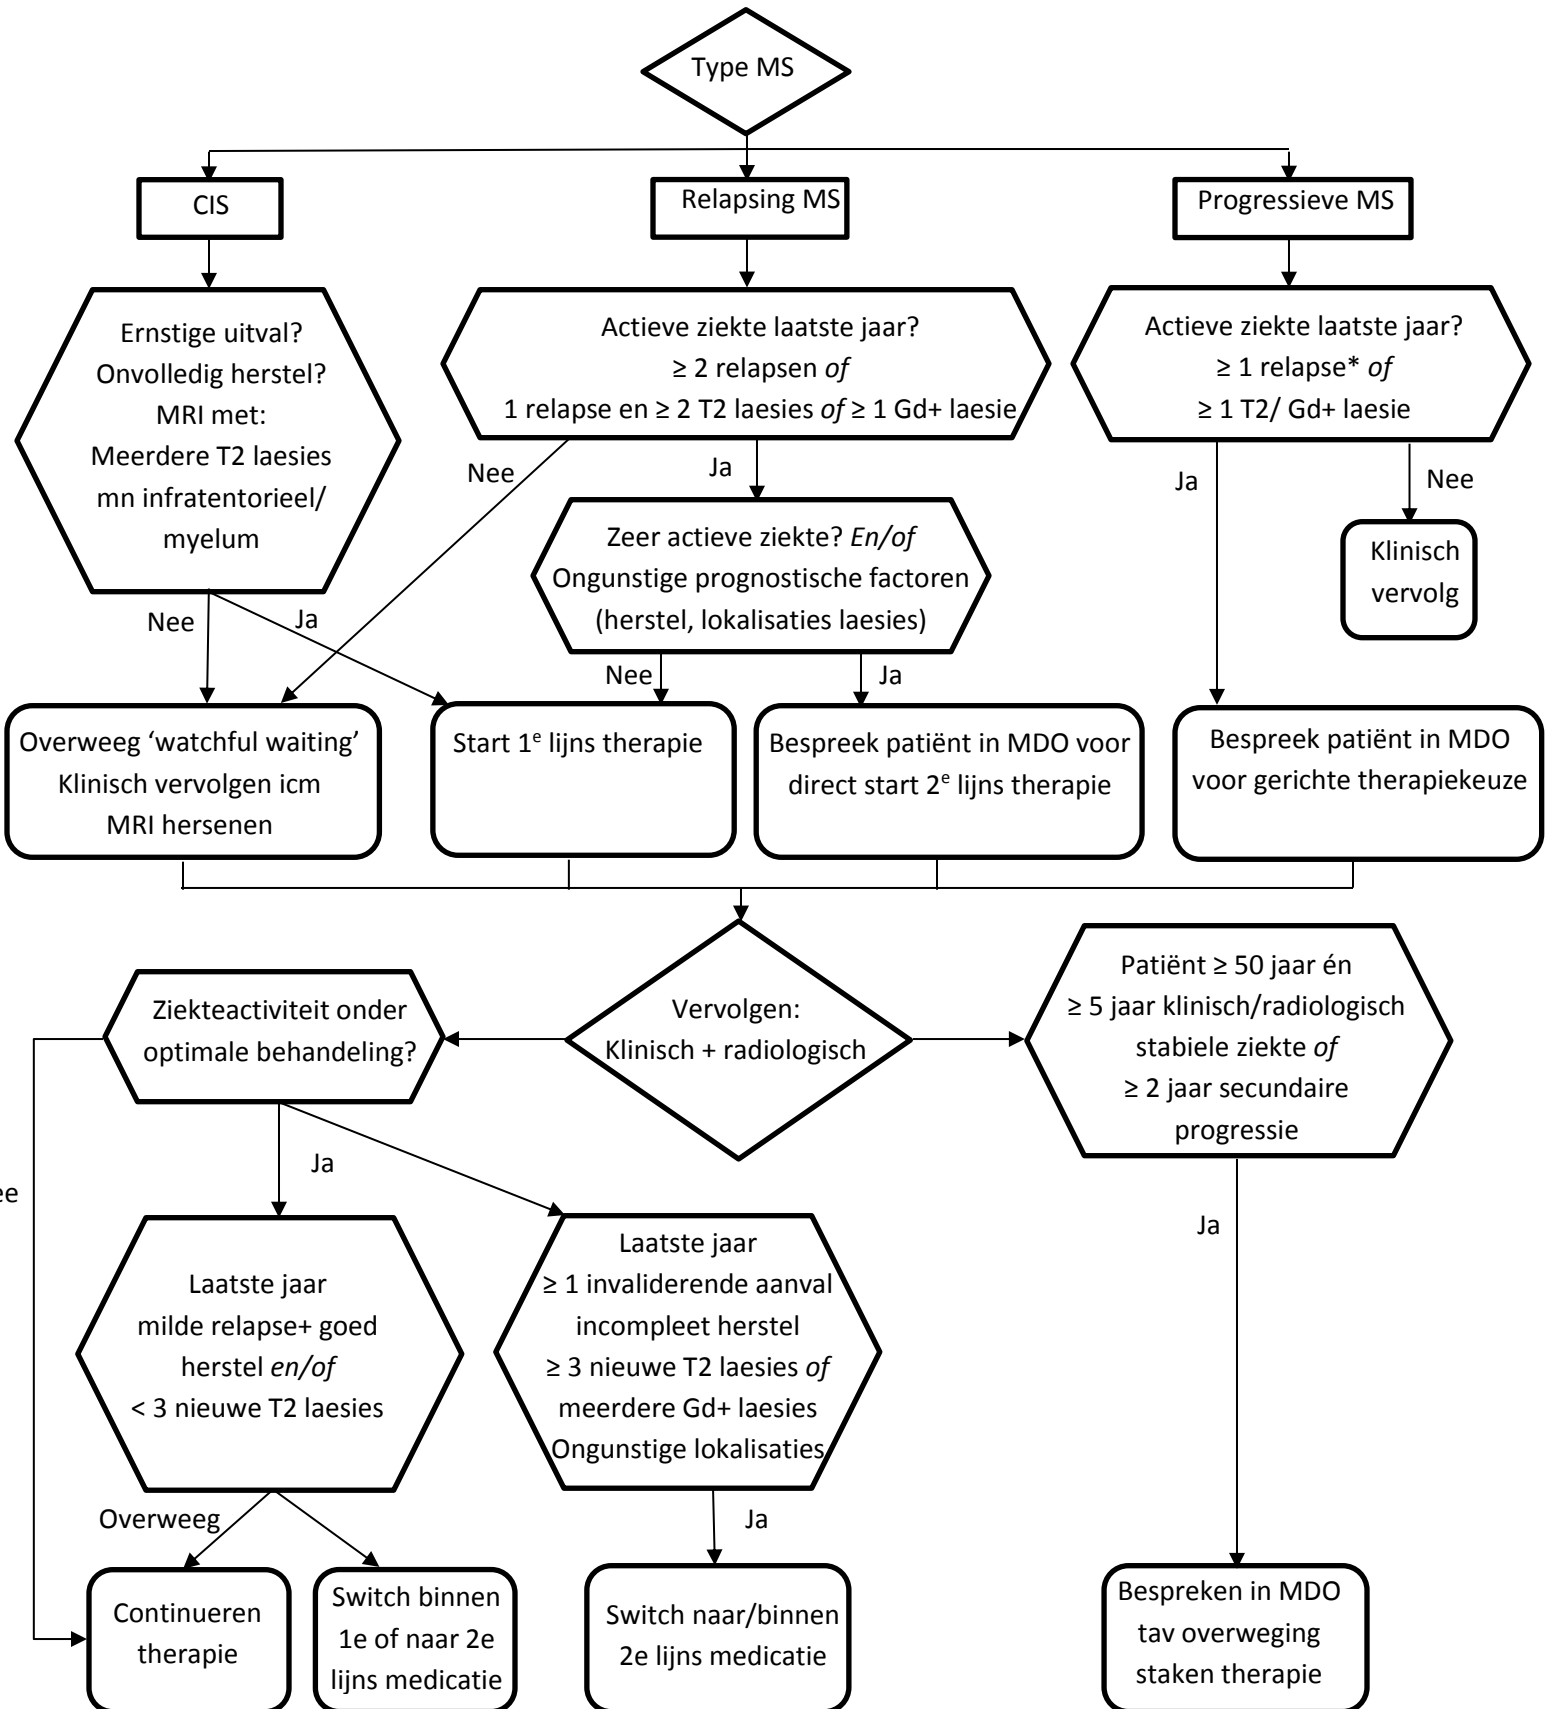 Type MS
CIS
Relapsing MS
Progressieve MS
Ernstige uitval?
Onvolledig herstel?
MRI met:
Meerdere T2 laesies
mn infratentorieel/
myelum
Actieve ziekte laatste jaar?
≥ 2 relapsen of
1 relapse en ≥ 2 T2 laesies of ≥ 1 Gd+ laesie
Actieve ziekte laatste jaar?
≥ 1 relapse* of
≥ 1 T2/ Gd+ laesie
Nee
Ja
Ja
Nee
Zeer actieve ziekte? En/of
Ongunstige prognostische factoren
(herstel, lokalisaties laesies)
Klinisch
vervolg
Nee
Ja
Nee
Ja
Overweeg ‘watchful waiting’
Klinisch vervolgen icm
MRI hersenen
Start 1e lijns therapie
Bespreek patiënt in MDO voor
direct start 2e lijns therapie
Bespreek patiënt in MDO
voor gerichte therapiekeuze
Ziekteactiviteit onder
optimale behandeling?
Vervolgen:
Klinisch + radiologisch
Patiënt ≥ 50 jaar én
≥ 5 jaar klinisch/radiologisch
stabiele ziekte of
≥ 2 jaar secundaire
progressie
Ja
ee
Ja
Laatste jaar
milde relapse+ goed
herstel en/of
< 3 nieuwe T2 laesies
Laatste jaar
≥ 1 invaliderende aanval
incompleet herstel
≥ 3 nieuwe T2 laesies of
meerdere Gd+ laesies
Ongunstige lokalisaties
Overweeg
Ja
Continueren
therapie
Switch binnen
1e of naar 2e
lijns medicatie
Switch naar/binnen
2e lijns medicatie
Bespreken in MDO
tav overweging
staken therapie